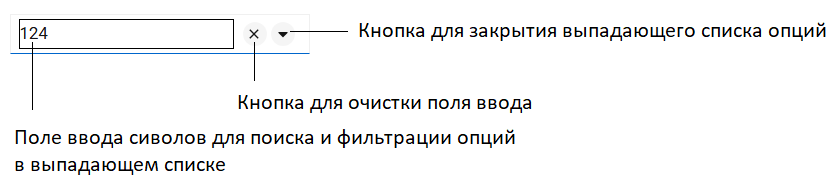 124
Кнопка для закрытия выпадающего списка опций
Кнопка для очистки поля ввода
Поле ввода сиволов для поиска и фильтрации опций
в выпадающем списке